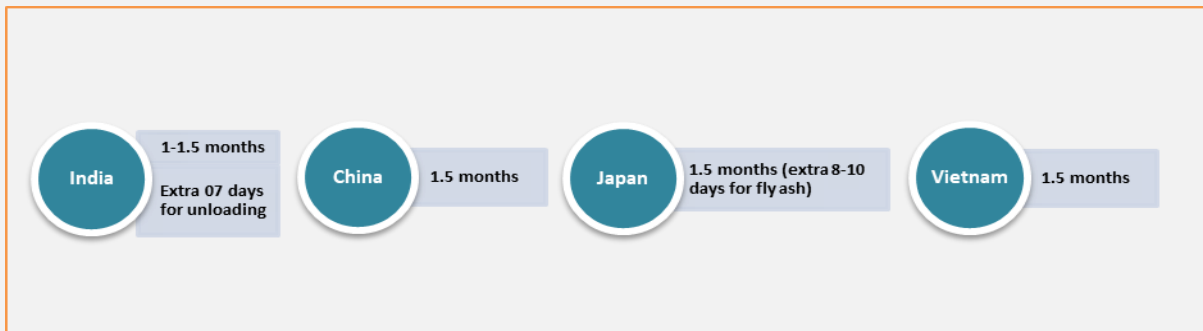 India
1-1.5 months
Extra 07 days
for unloading
China
1.5 months
Japan
1.5 months (extra 8-10
days for fly ash)
Vietnam
1.5 months